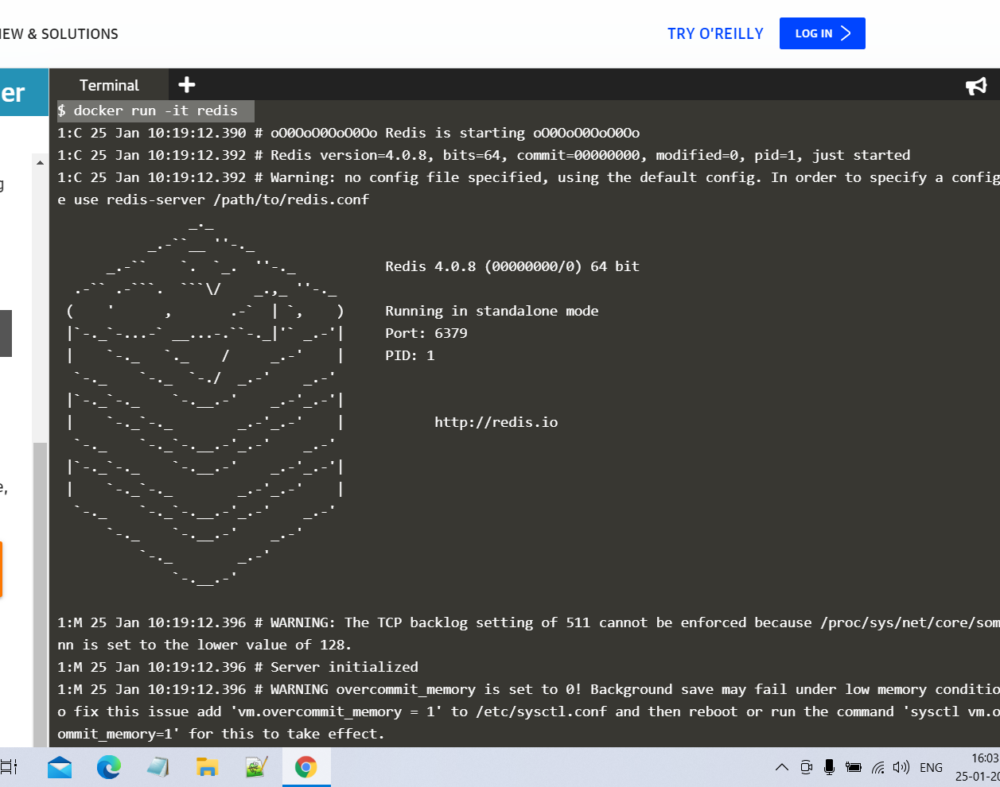 EW & SOLUTIONS
TRY O'REILLY
LOG IN
er
Terminal
$ docker run -it redis
1:C 25 Jan 10:19:12.390 # oO0OoO0OoO0Oo Redis is starting oO0OoO0OoO0Oo
1:C 25 Jan 10:19:12.392 # Redis version=4.0.8, bits=64, commit=00000000, modified=0, pid=1, just started
1:C 25 Jan 10:19:12.392 # Warning: no config file specified, using the default config. In order to specify a config
e use redis-server /path/to/redis.conf
Redis 4.0.8 (00000000/0) 64 bit
Running in standalone mode
Port: 6379
PID: 1
http://redis.io
1:M 25 Jan 10:19:12.396 # WARNING: The TCP backlog setting of 511 cannot be enforced because /proc/sys/net/core/som
nn is set to the lower value of 128.
1:M 25 Jan 10:19:12.396 # Server initialized
1:M 25 Jan 10:19:12.396 # WARNING overcommit_memory is set to 0! Background save may fail under low memory conditio
o fix this issue add 'vm.overcommit_memory = 1' to /etc/sysctl.conf and then reboot or run the command 'sysctl vm.o
ommit_memory=1' for this to take effect.
e,
ENG
16:03
25-01-20